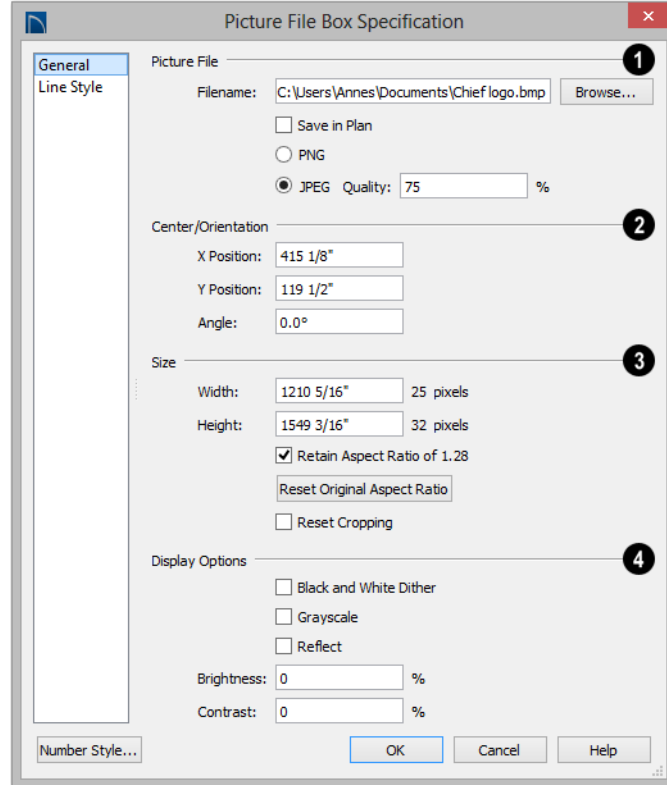 Picture File Box Specification
General
Line Style
Picture File
1
Filename: C:\Users\Annes\Documents\Chief logo.bmp Browse...
Save in Plan
PNG
JPEG Quality: 75 %
Center/Orientation
2
X Position: 415 1/8"
Y Position: 119 1/2"
Angle: 0.0°
Size
3
Width: 1210 5/16" 25 pixels
Height: 1549 3/16" 32 pixels
Retain Aspect Ratio of 1.28
Reset Original Aspect Ratio
Reset Cropping
Display Options
4
Black and White Dither
Grayscale
Reflect
Brightness: 0 %
Contrast: 0 %
Number Style... OK Cancel Help